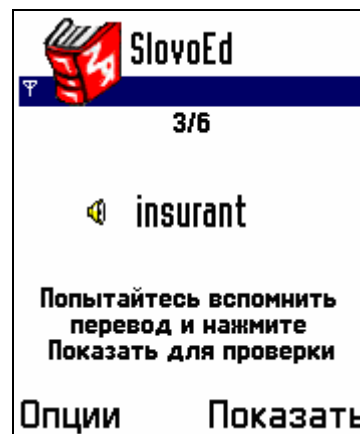 SlovoEd
3/6
insurant
Попытайтесь вспомнить
перевод и нажмите
Показать для проверки
Опции Показать